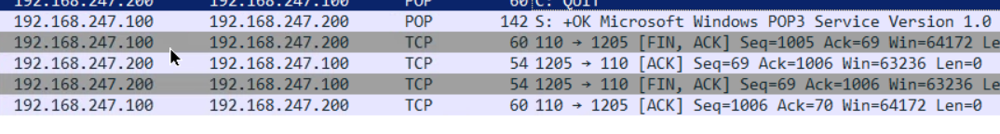 192.168.247.200 192.168.247.100 POP 60 C: QUIT
192.168.247.100 192.168.247.200 POP 142 S: +OK Microsoft Windows POP3 Service Version 1.0
192.168.247.100 192.168.247.200 TCP 60 110 → 1205 [FIN, ACK] Seq=1005 Ack=69 Win=64172 Le
192.168.247.200 192.168.247.100 TCP 54 1205 → 110 [ACK] Seq=69 Ack=1006 Win=63236 Len=0
192.168.247.200 192.168.247.100 TCP 54 1205 → 110 [FIN, ACK] Seq=69 Ack=1006 Win=63236 Le
192.168.247.100 192.168.247.200 TCP 60 110 → 1205 [ACK] Seq=1006 Ack=70 Win=64172 Len=0